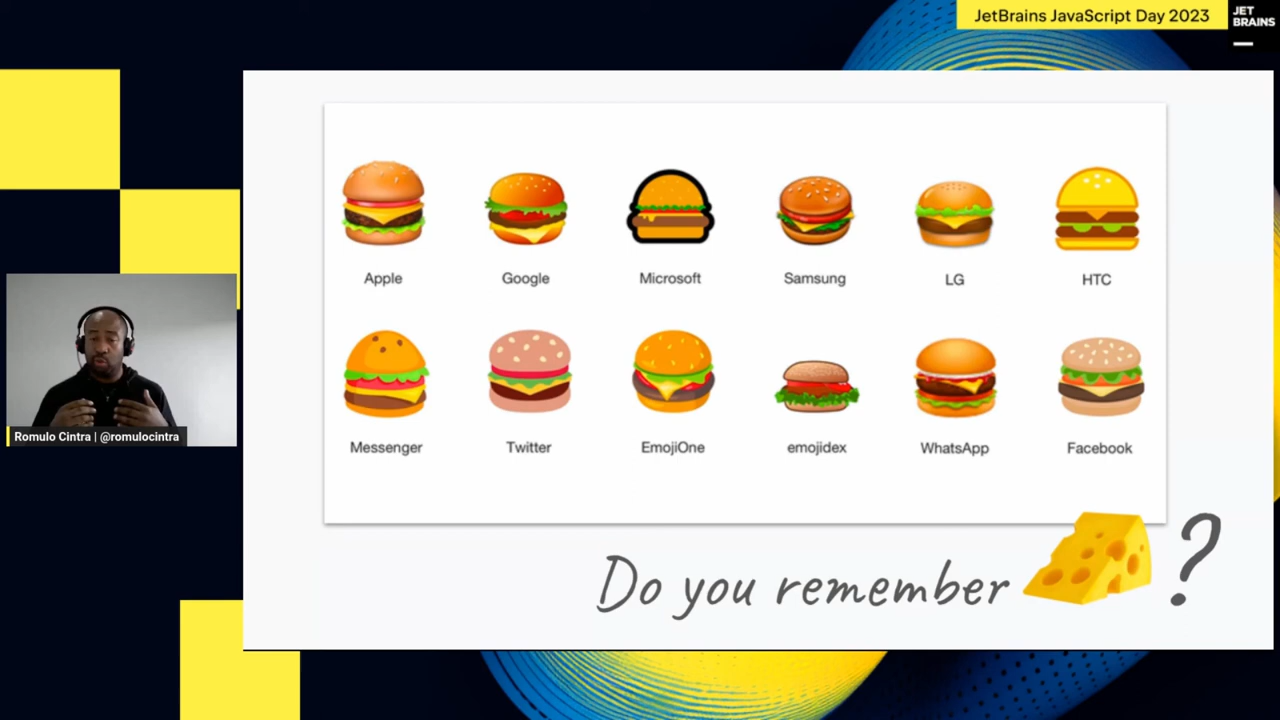 JetBrains JavaScript Day 2023
JET
BRAINS
Apple
Google
Microsoft
Samsung
LG
HTC
Messenger
Twitter
EmojiOne
emojidex
WhatsApp
Facebook
Do you remember ?
Romulo Cintra | @romulocintra